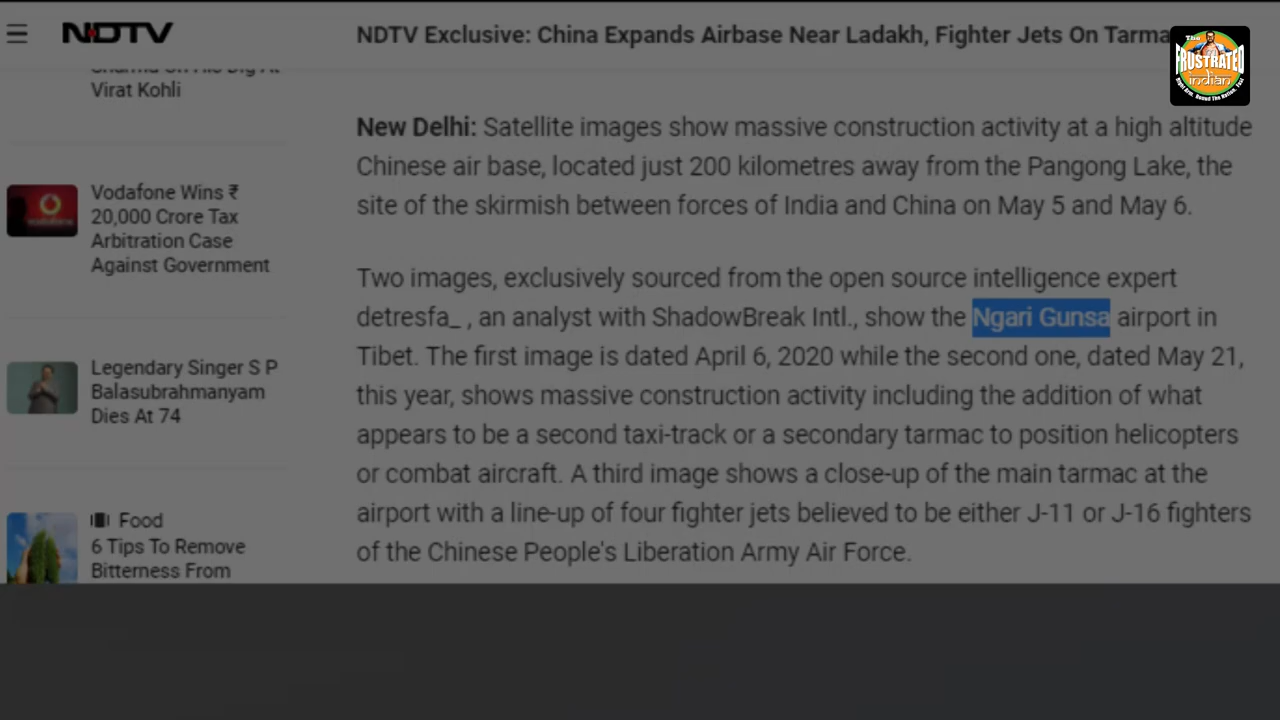 NDTV
NDTV Exclusive: China Expands Airbase Near Ladakh, Fighter Jets On Tarma
The
FRUSTRATED
indian
Virat Kohli
Vodafone Wins ₹
20,000 Crore Tax
Arbitration Case
Against Government
Legendary Singer S P
Balasubrahmanyam
Dies At 74
Food
6 Tips To Remove
Bitterness From
New Delhi: Satellite images show massive construction activity at a high altitude
Chinese air base, located just 200 kilometres away from the Pangong Lake, the
site of the skirmish between forces of India and China on May 5 and May 6.
Two images, exclusively sourced from the open source intelligence expert
detresfa_ , an analyst with ShadowBreak Intl., show the Ngari Gunsa airport in
Tibet. The first image is dated April 6, 2020 while the second one, dated May 21,
this year, shows massive construction activity including the addition of what
appears to be a second taxi-track or a secondary tarmac to position helicopters
or combat aircraft. A third image shows a close-up of the main tarmac at the
airport with a line-up of four fighter jets believed to be either J-11 or J-16 fighters
of the Chinese People's Liberation Army Air Force.